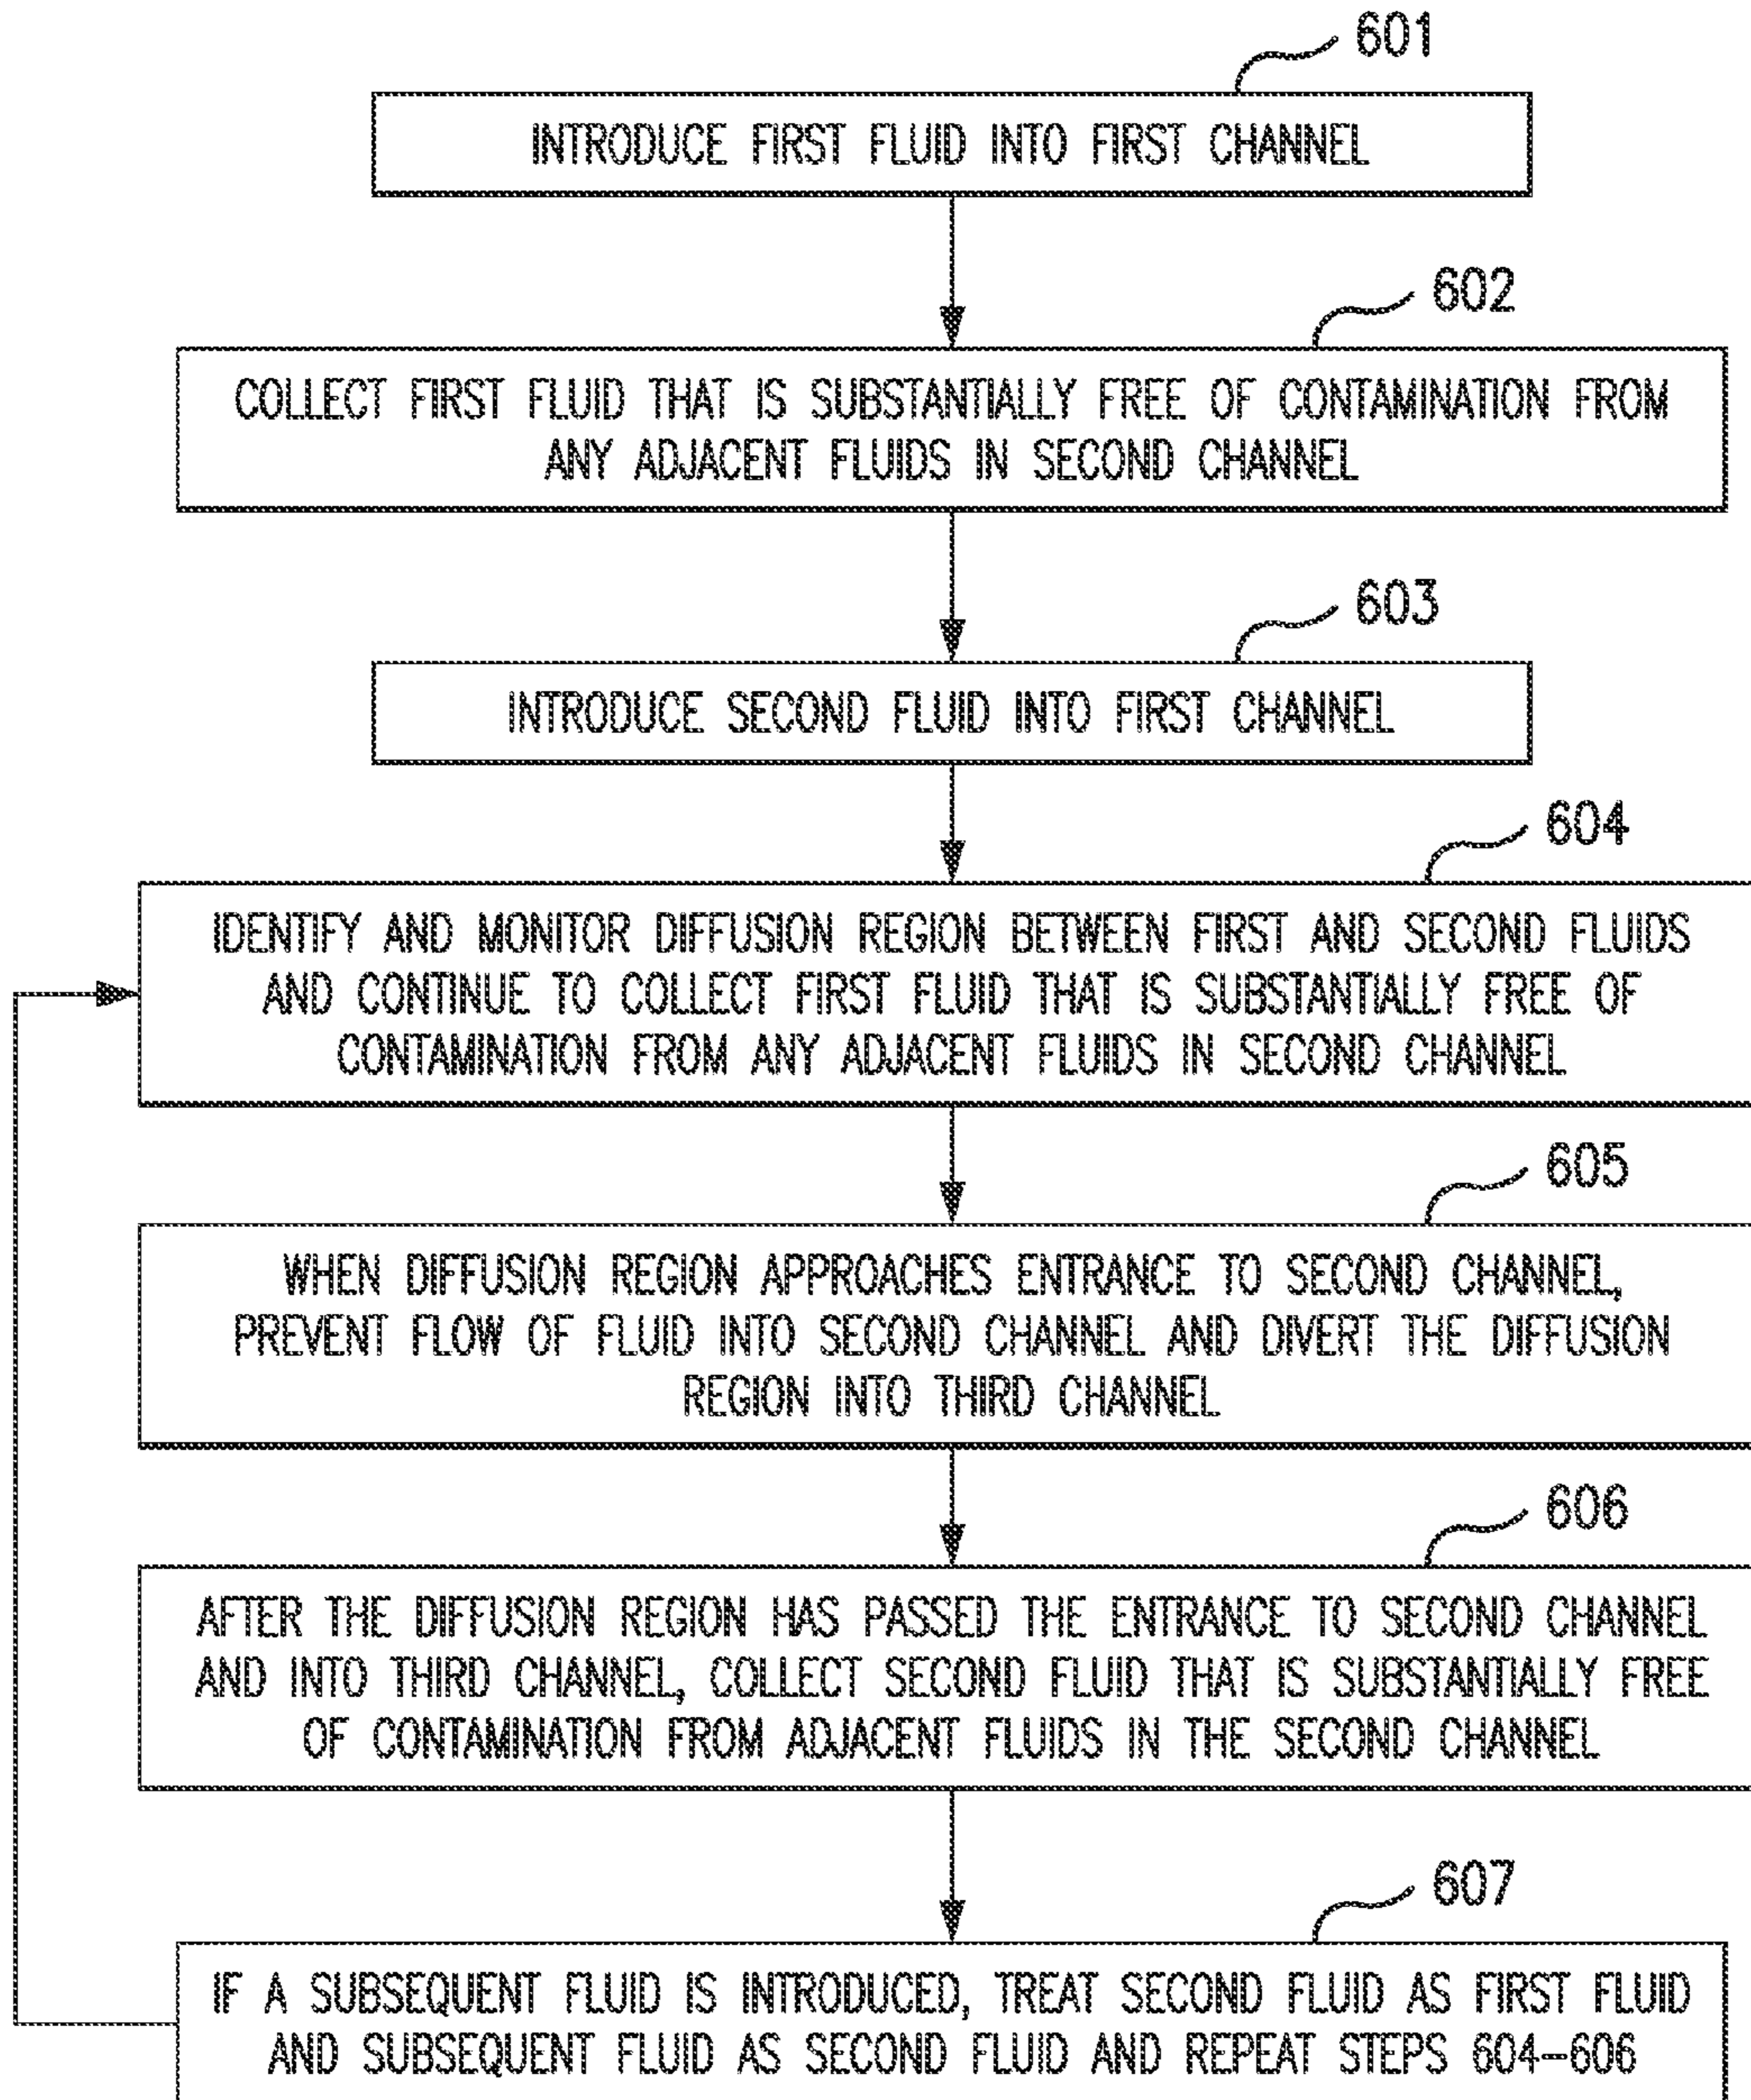 601
INTRODUCE FIRST FLUID INTO FIRST CHANNEL
602
COLLECT FIRST FLUID THAT IS SUBSTANTIALLY FREE OF CONTAMINATION FROM
ANY ADJACENT FLUIDS IN SECOND CHANNEL
603
INTRODUCE SECOND FLUID INTO FIRST CHANNEL
604
IDENTIFY AND MONITOR DIFFUSION REGION BETWEEN FIRST AND SECOND FLUIDS
AND CONTINUE TO COLLECT FIRST FLUID THAT IS SUBSTANTIALLY FREE OF
CONTAMINATION FROM ANY ADJACENT FLUIDS IN SECOND CHANNEL
605
WHEN DIFFUSION REGION APPROACHES ENTRANCE TO SECOND CHANNEL,
PREVENT FLOW OF FLUID INTO SECOND CHANNEL AND DIVERT THE DIFFUSION
REGION INTO THIRD CHANNEL
606
AFTER THE DIFFUSION REGION HAS PASSED THE ENTRANCE TO SECOND CHANNEL
AND INTO THIRD CHANNEL, COLLECT SECOND FLUID THAT IS SUBSTANTIALLY FREE
OF CONTAMINATION FROM ADJACENT FLUIDS IN THE SECOND CHANNEL
607
IF A SUBSEQUENT FLUID IS INTRODUCED, TREAT SECOND FLUID AS FIRST FLUID
AND SUBSEQUENT FLUID AS SECOND FLUID AND REPEAT STEPS 604-606